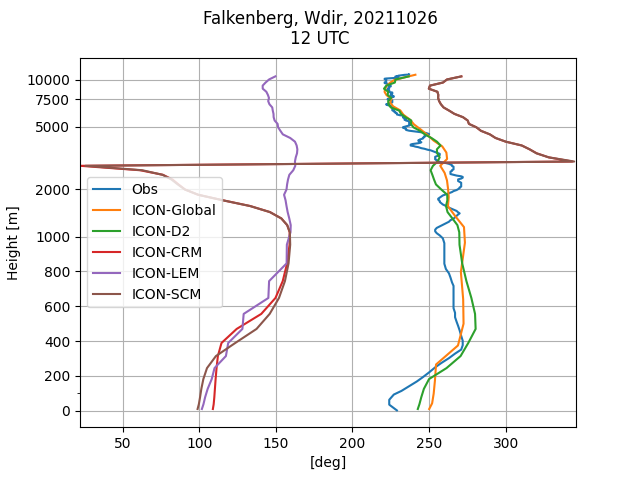 Falkenberg, Wdir, 20211026
12 UTC
Height [m]
10000
7500
5000
2000
1000
800
600
400
200
0
Obs
ICON-Global
ICON-D2
ICON-CRM
ICON-LEM
ICON-SCM
50
100
150
200
250
300
[deg]